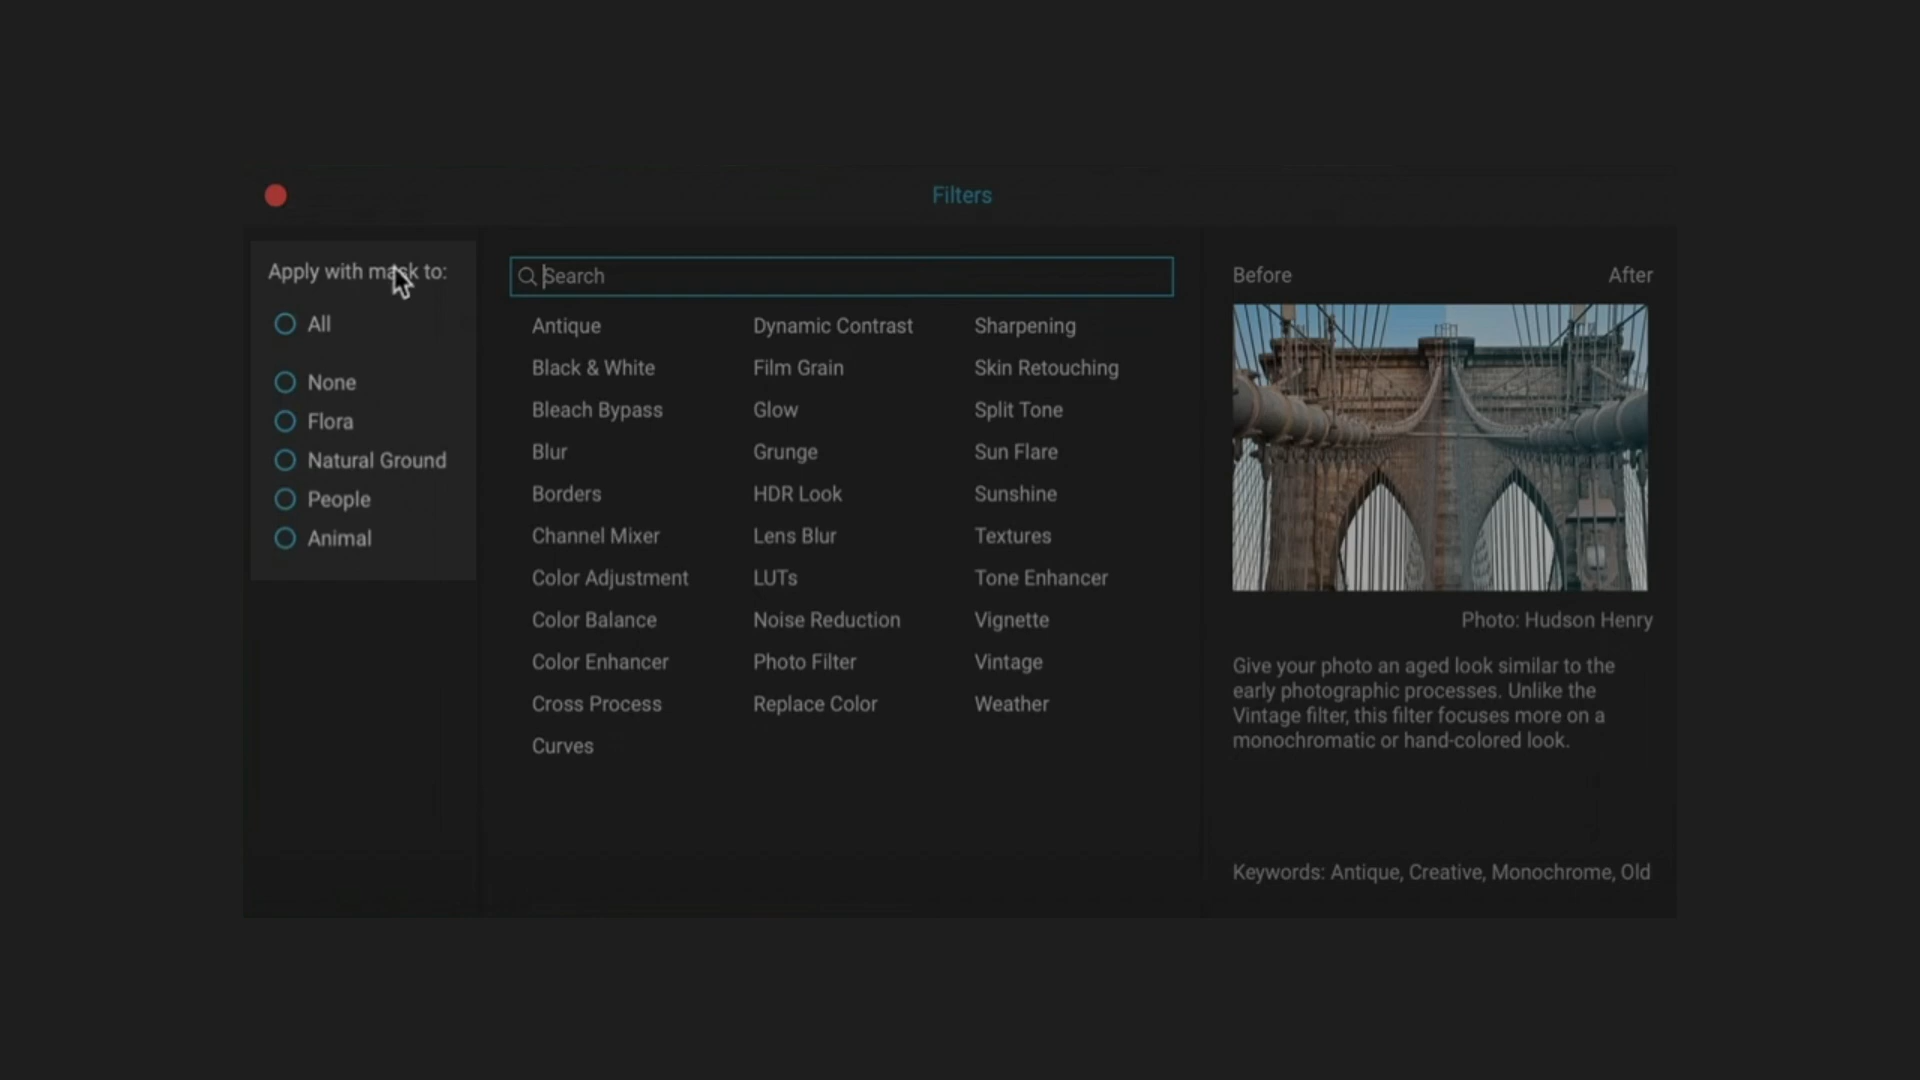 Filters
Apply with mask to:
All
None
Flora
Natural Ground
People
Animal
Search
Antique
Black & White
Bleach Bypass
Blur
Borders
Channel Mixer
Color Adjustment
Color Balance
Color Enhancer
Cross Process
Curves
Dynamic Contrast
Film Grain
Glow
Grunge
HDR Look
Lens Blur
LUTs
Noise Reduction
Photo Filter
Replace Color
Sharpening
Skin Retouching
Split Tone
Sun Flare
Sunshine
Textures
Tone Enhancer
Vignette
Vintage
Weather
Before
After
Photo: Hudson Henry
Give your photo an aged look similar to the
early photographic processes. Unlike the
Vintage filter, this filter focuses more on a
monochromatic or hand-colored look.
Keywords: Antique, Creative, Monochrome, Old